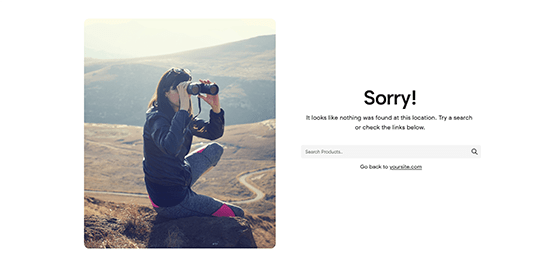 Sorry!
It looks like nothing was found at this location. Try a search
or check the links below.
Search Products..
Go back to yoursite.com